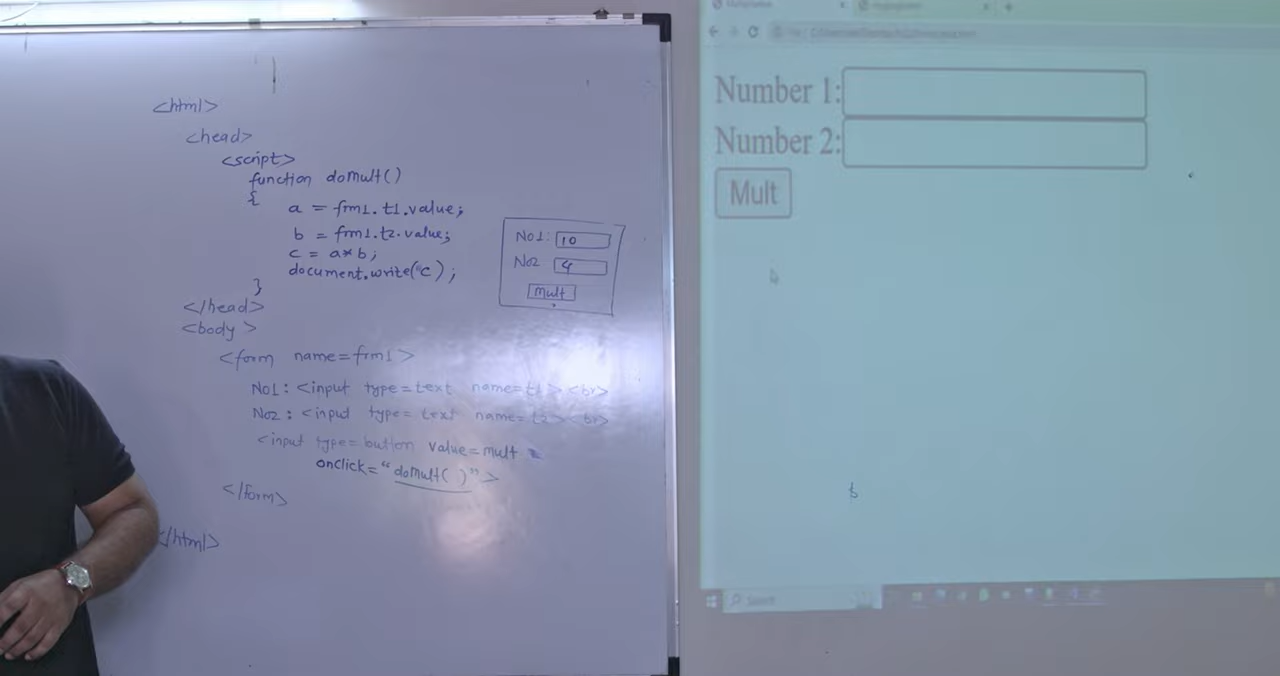 <html>
<head>
<script>
function doMult()
{
a = frm1.t1.value;
b = frm1.t2.value;
c = a*b;
document.write(c);
}
</head>
<body>
<form name=frm1>
No1: <input type=text name=t1> <br>
No2: <input type=text name=t2> <br>
<input type=button value=mult
onclick="doMult( )">
</form>
</html>
No1: 10
No2 4
Mult
Number 1:
Number 2:
Mult
Search